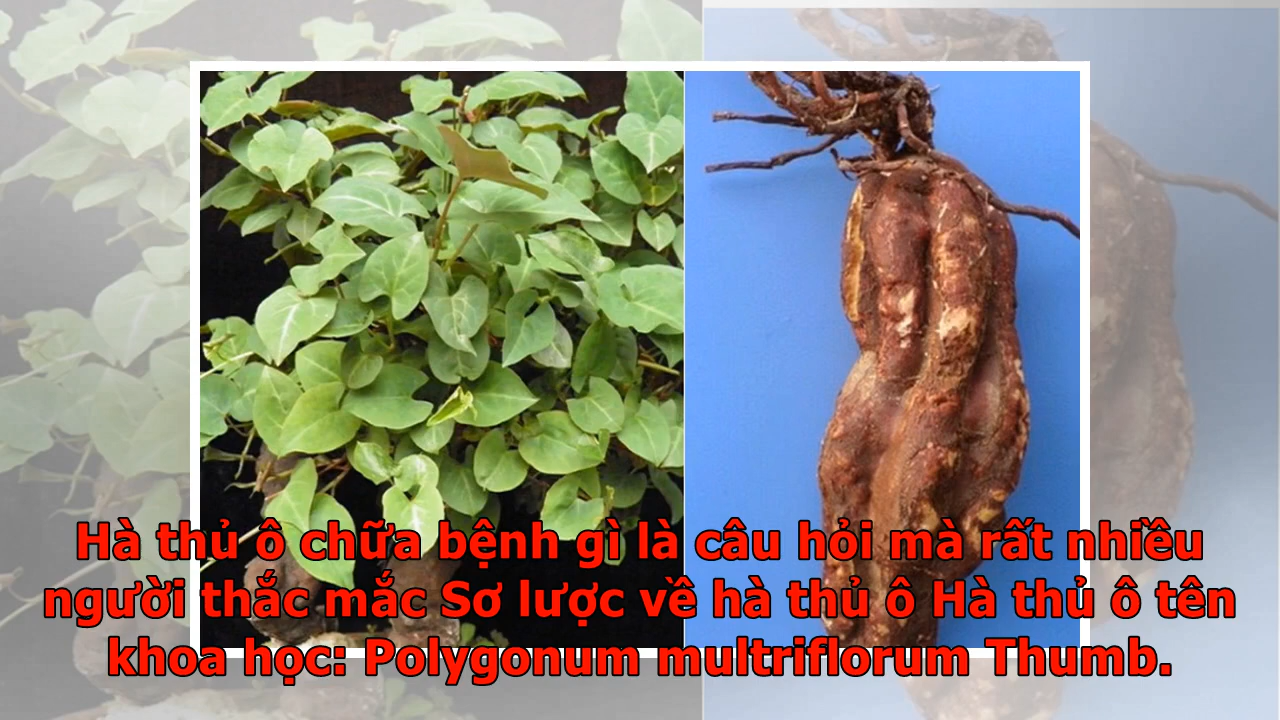 Hà thủ ô chữa bệnh gì là câu hỏi mà rất nhiều
người thắc mắc Sơ lược về hà thủ ô Hà thủ ô tên
khoa học: Polygonum multriflorum Thumb.